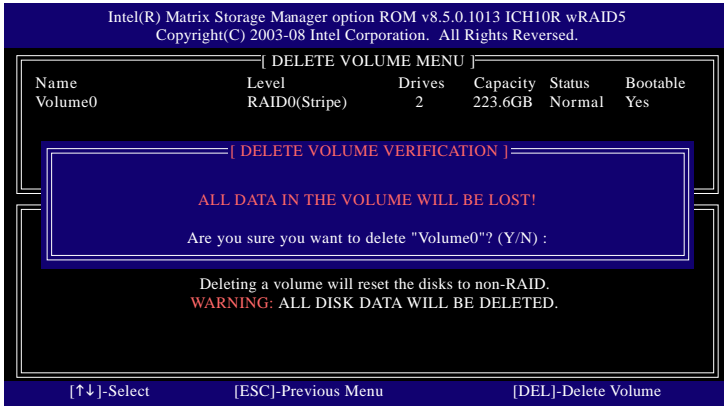 Intel(R) Matrix Storage Manager option ROM v8.5.0.1013 ICH10R wRAID5
Copyright(C) 2003-08 Intel Corporation. All Rights Reversed.
[ DELETE VOLUME MENU ]
Name Level Drives Capacity Status Bootable
Volume0 RAID0(Stripe) 2 223.6GB Normal Yes
[ DELETE VOLUME VERIFICATION ]
ALL DATA IN THE VOLUME WILL BE LOST!
Are you sure you want to delete "Volume0"? (Y/N) :
Deleting a volume will reset the disks to non-RAID.
WARNING: ALL DISK DATA WILL BE DELETED.
[↑↓]-Select [ESC]-Previous Menu [DEL]-Delete Volume